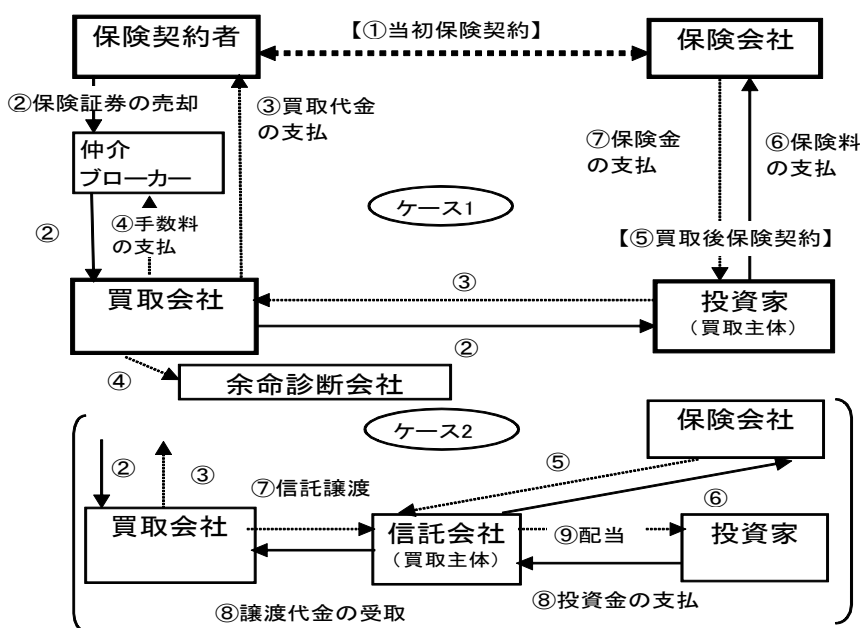 保険契約者
【①当初保険契約】
保険会社
②保険証券の売却
③買取代金
の支払
⑦保険金
の支払
⑥保険料
の支払
仲介
ブローカー
ケース1
②
④手数料
の支払
【⑤買取後保険契約】
買取会社
③
投資家
(買取主体)
②
④
余命診断会社
ケース2
保険会社
②
③
⑤
⑦信託譲渡
⑥
買取会社
信託会社
(買取主体)
⑨配当
投資家
⑧譲渡代金の受取
⑧投資金の支払